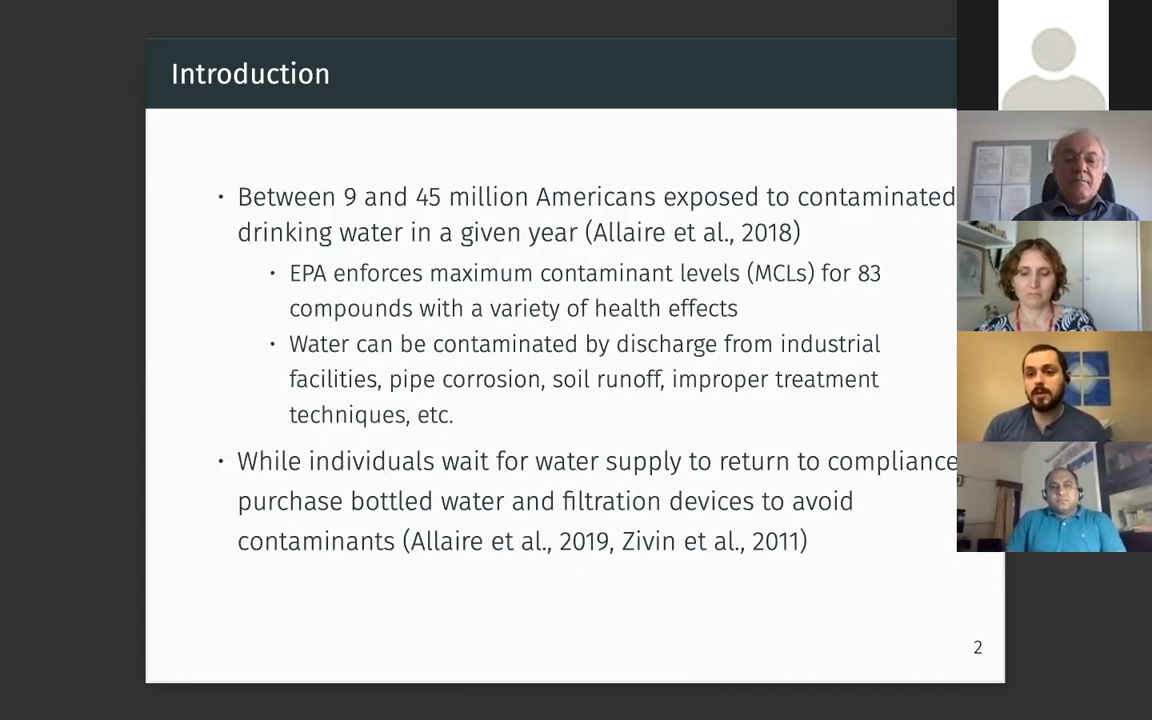 Introduction
· Between 9 and 45 million Americans exposed to contaminated
drinking water in a given year (Allaire et al., 2018)
· EPA enforces maximum contaminant levels (MCLs) for 83
compounds with a variety of health effects
· Water can be contaminated by discharge from industrial
facilities, pipe corrosion, soil runoff, improper treatment
techniques, etc.
· While individuals wait for water supply to return to compliance
purchase bottled water and filtration devices to avoid
contaminants (Allaire et al., 2019, Zivin et al., 2011)
2